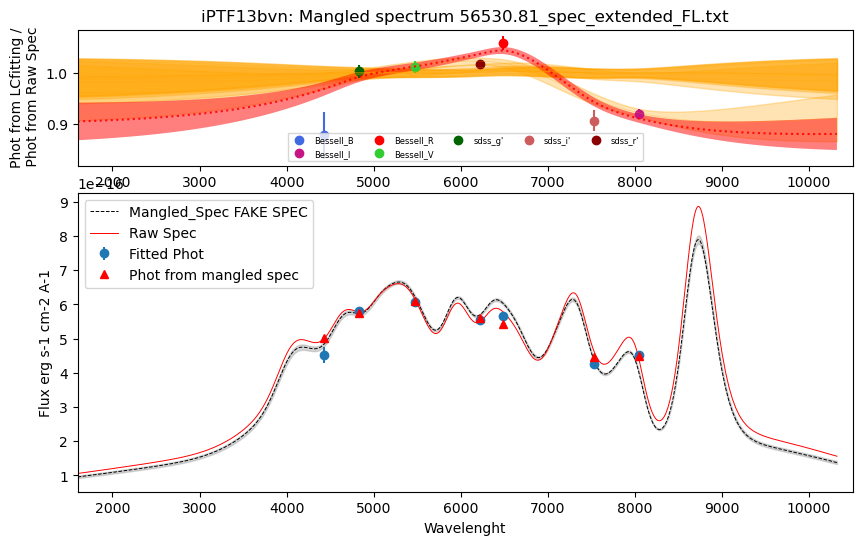 iPTF13bvn: Mangled spectrum 56530.81_spec_extended_FL.txt
Phot from LCfitting /
Phot from Raw Spec
1.0
0.9
Bessell_B
Bessell_R
sdss_g'
sdss_i'
sdss_r'
Bessell_I
Bessell_V
2000 3000 4000 5000 6000 7000 8000 9000 10000
1e−16
Mangled_Spec FAKE SPEC
Raw Spec
Fitted Phot
Phot from mangled spec
9
8
7
6
5
4
3
2
1
Flux erg s-1 cm-2 A-1
2000 3000 4000 5000 6000 7000 8000 9000 10000
Wavelenght